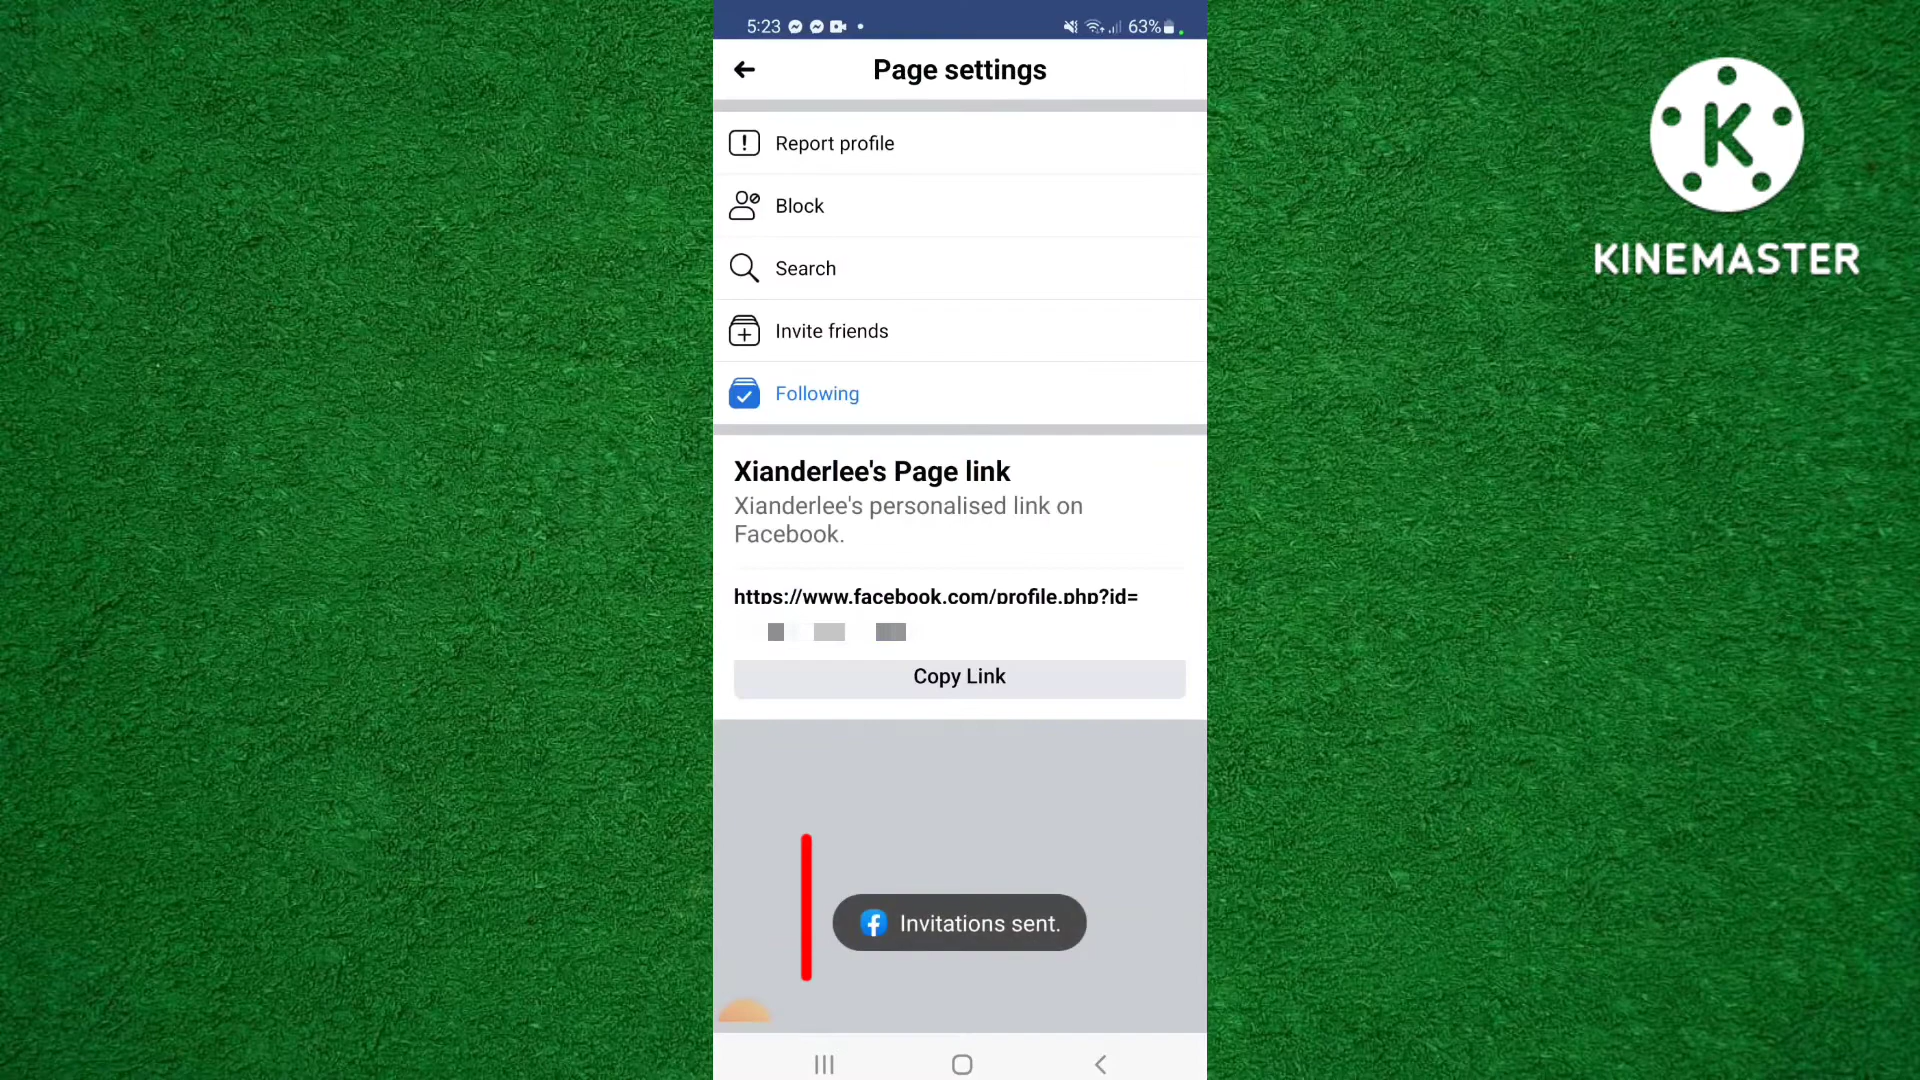 5:23
63%
Page settings
Report profile
Block
Search
Invite friends
Following
Xianderlee's Page link
Xianderlee's personalised link on
Facebook.
https://www.facebook.com/profile.php?id=
Copy Link
Invitations sent.
K
KINEMASTER